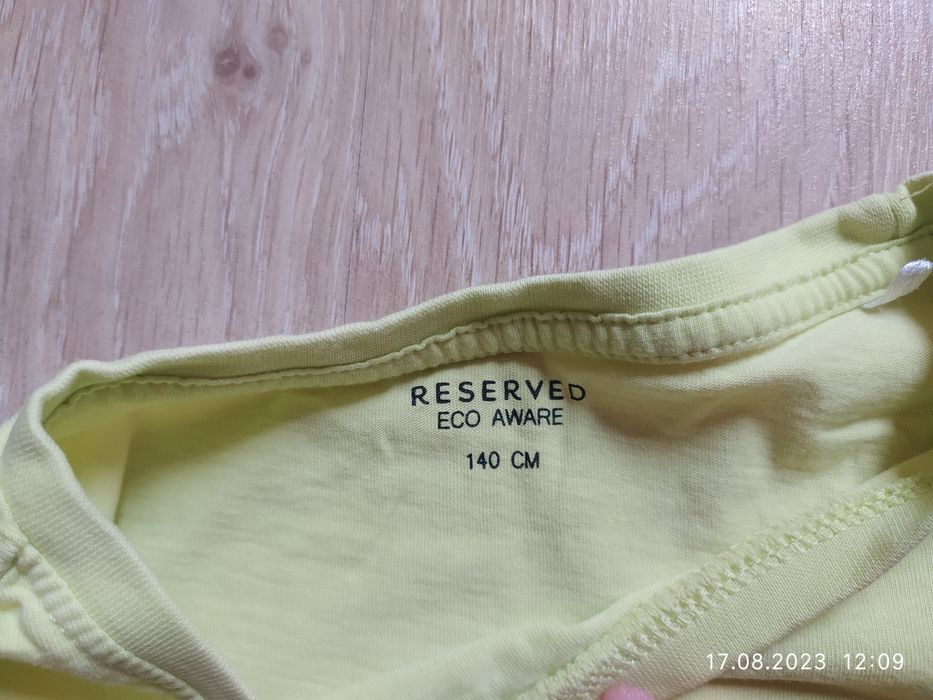 RESERVED
ECO AWARE
140 CM
17.08.2023 12:09